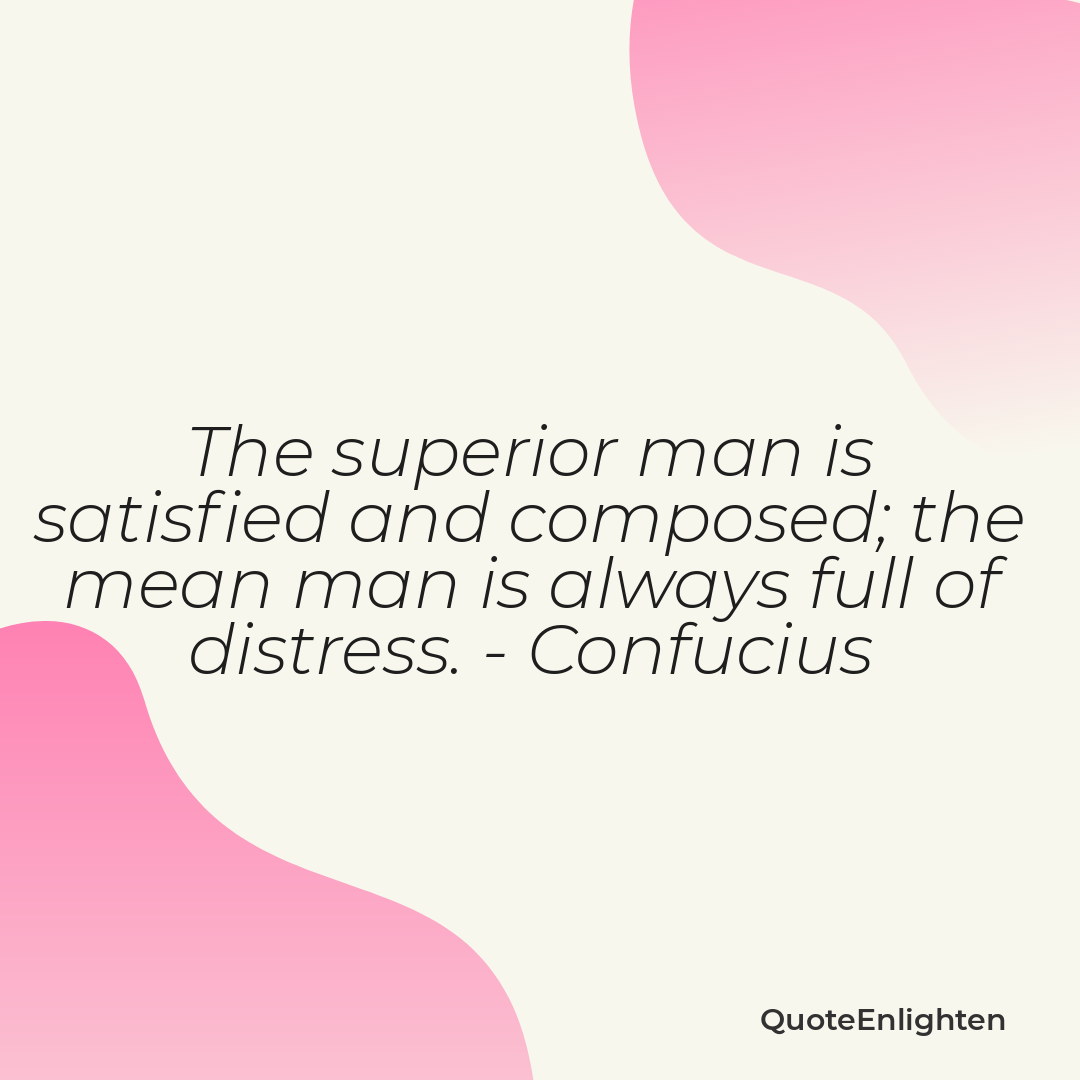 The superior man is
satisfied and composed; the
mean man is always full of
distress. - Confucius
QuoteEnlighten